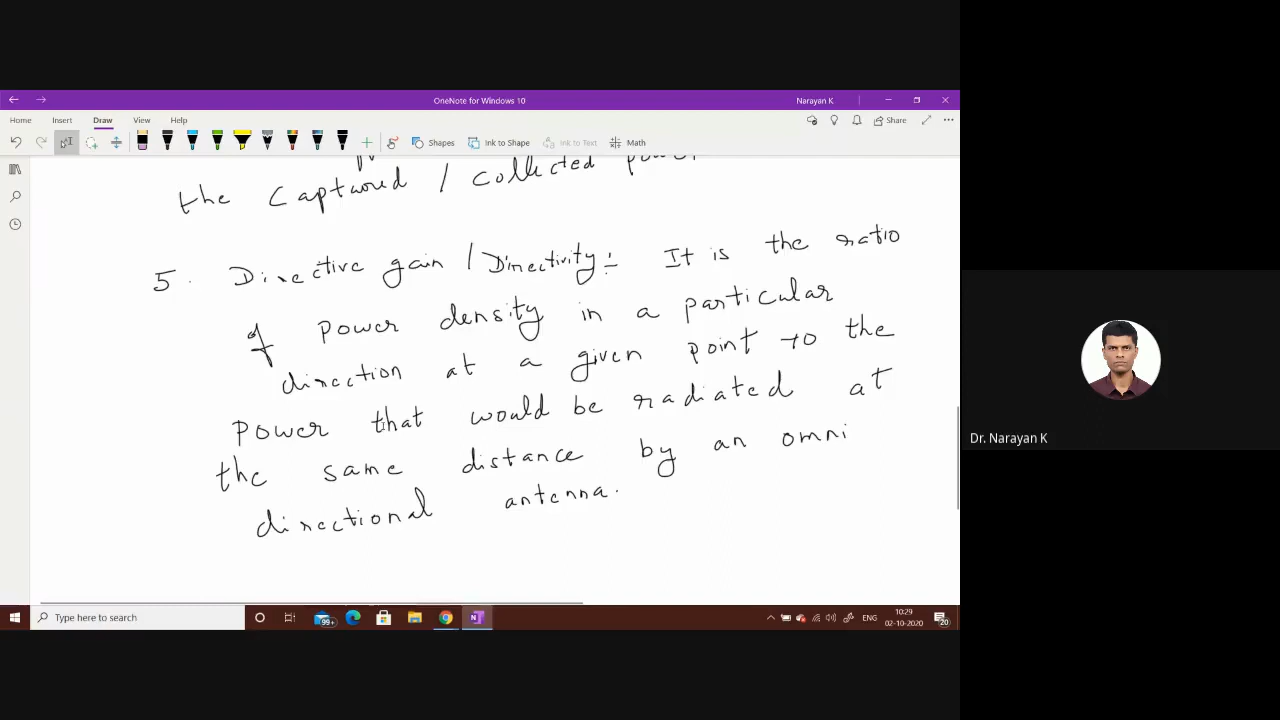 OneNote for Windows 10
Narayan K
Home Insert Draw View Help
Share
Shapes Ink to Shape Ink to Text Math
the Captured / collected power
5. Directive gain / Directivity:- It is the ratio
of power density in a particular
direction at a given point to the
power that would be radiated at
the same distance by an omni
directional antenna.
Dr. Narayan K
Type here to search
99+
ENG
10:29
02-10-2020
20